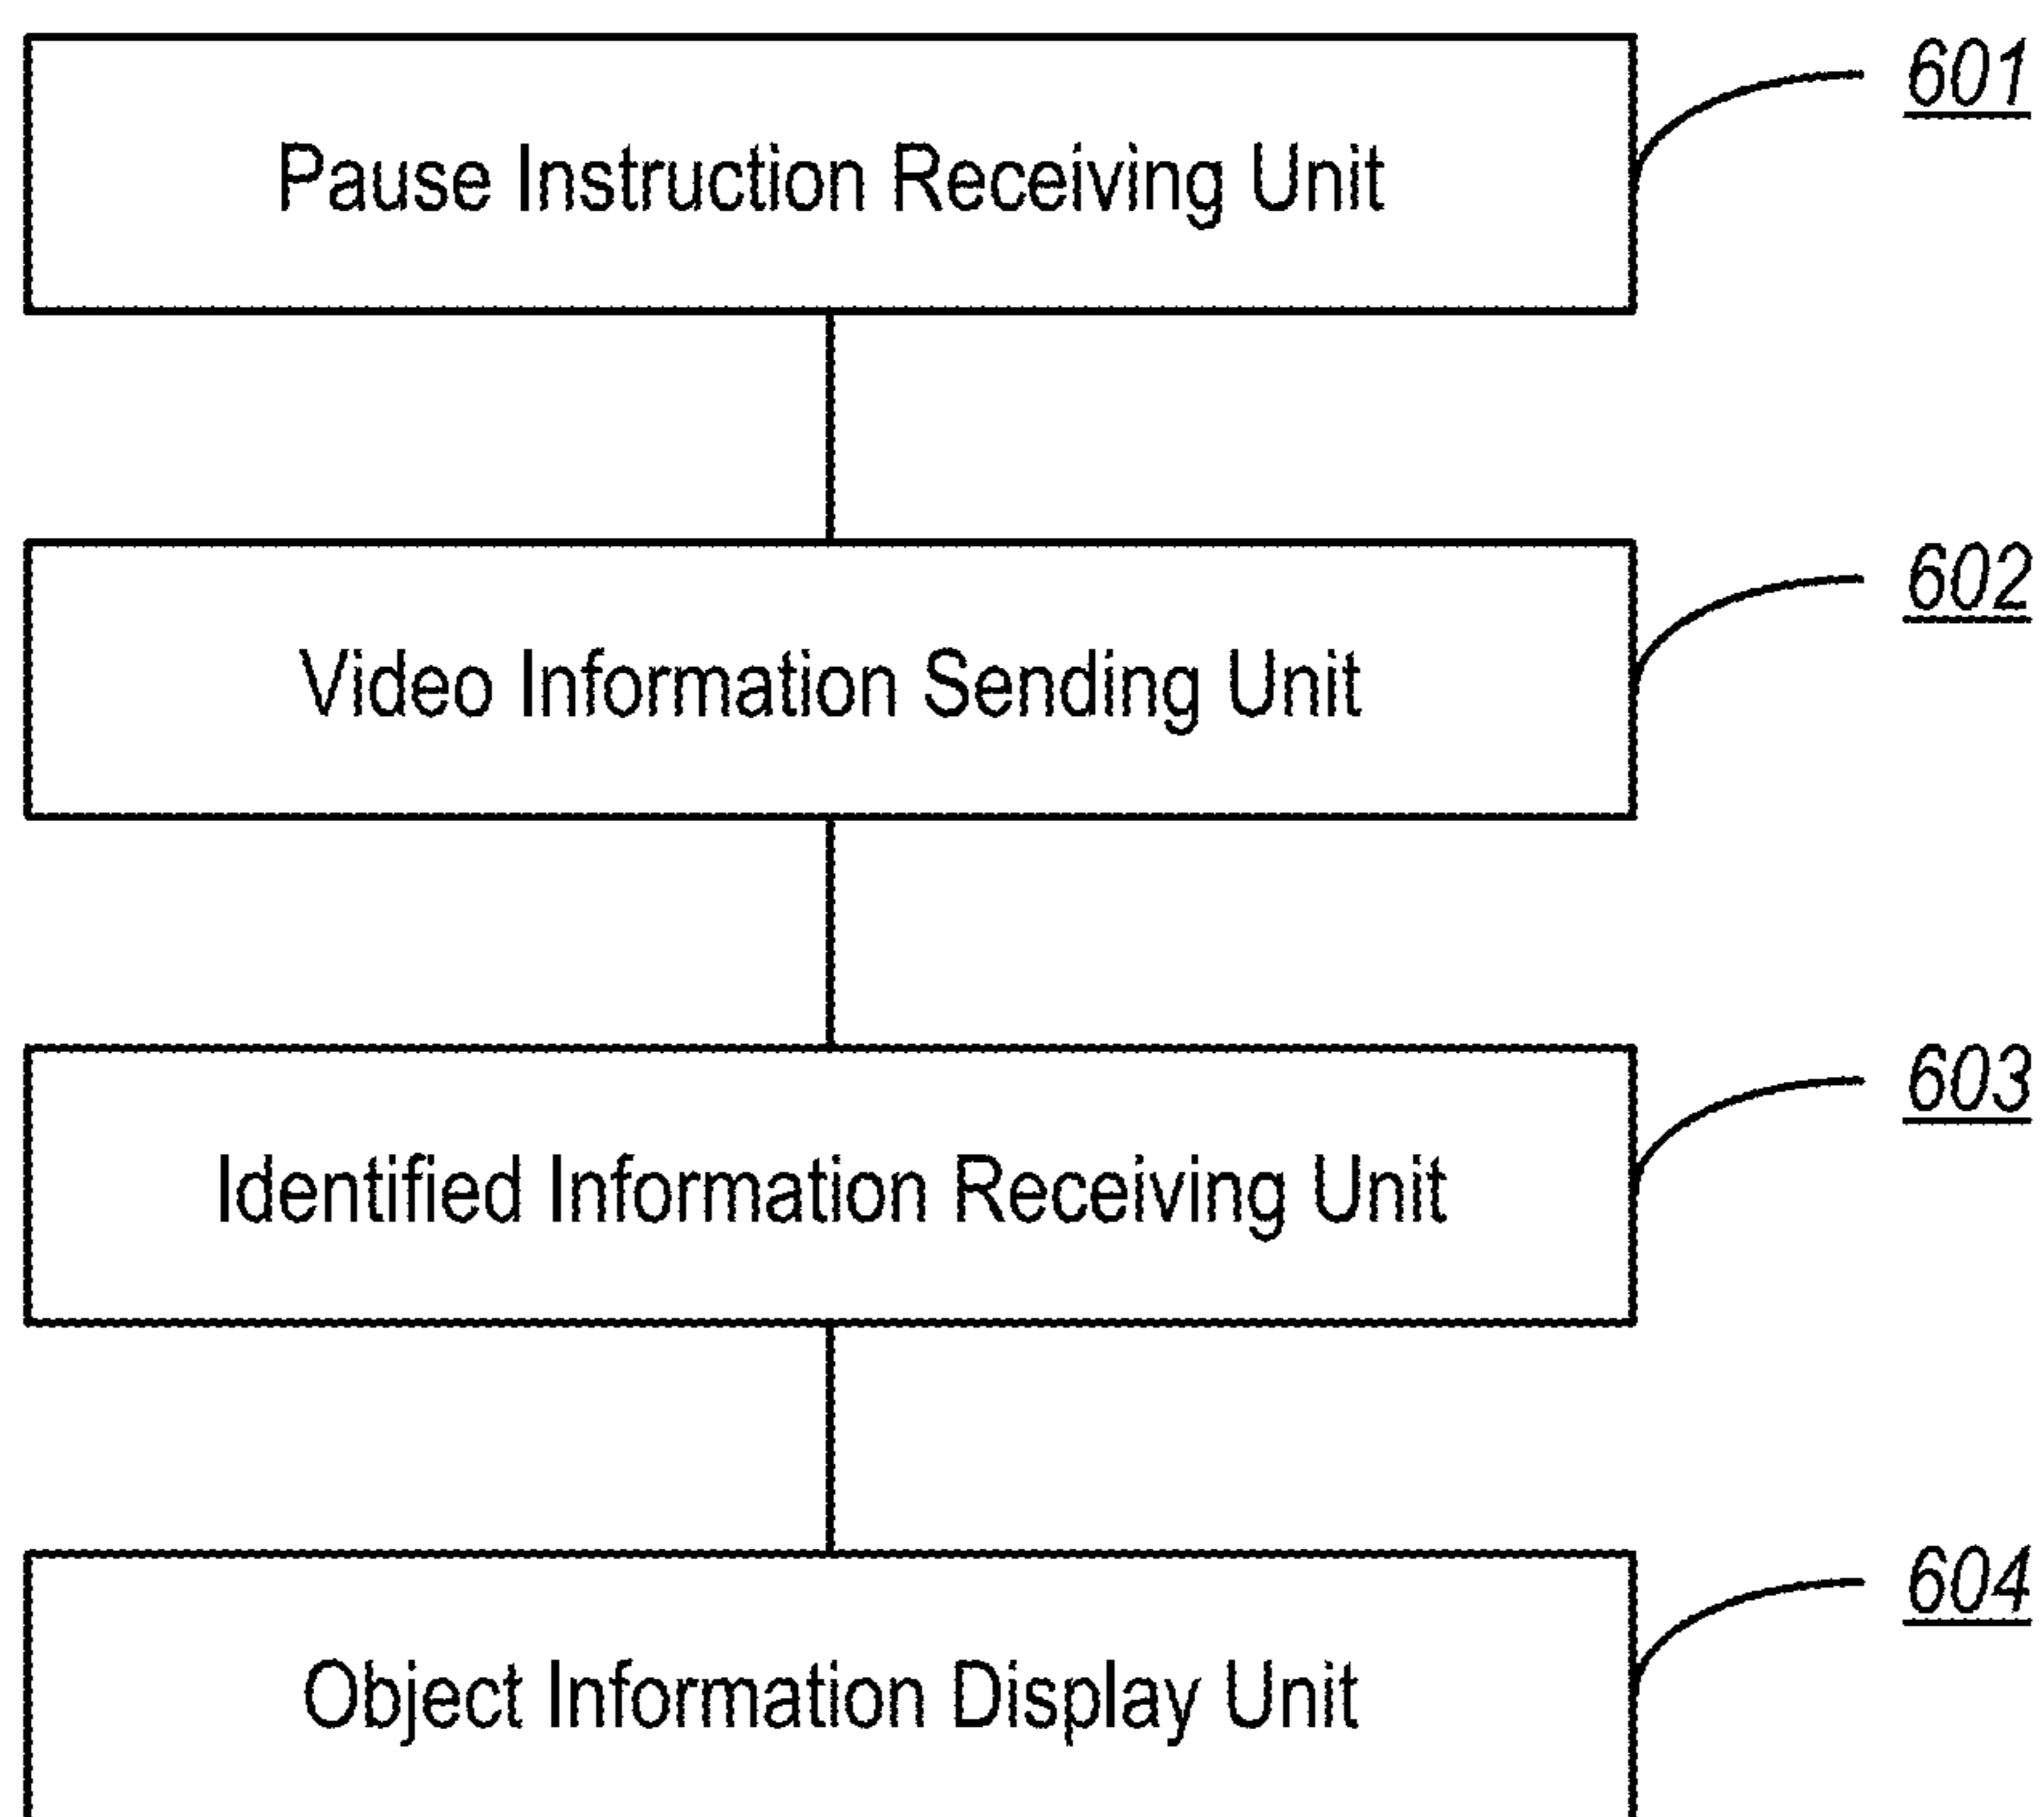 601
Pause Instruction Receiving Unit
602
Video Information Sending Unit
603
Identified Information Receiving Unit
604
Object Information Display Unit